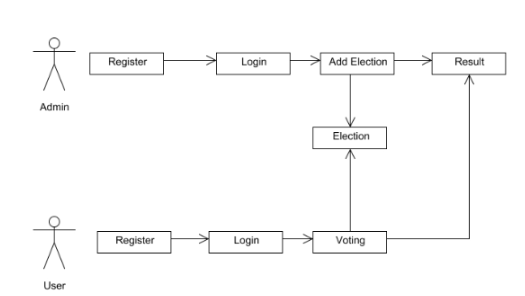 Register
Login
Add Election
Result
Admin
Election
Register
Login
Voting
User